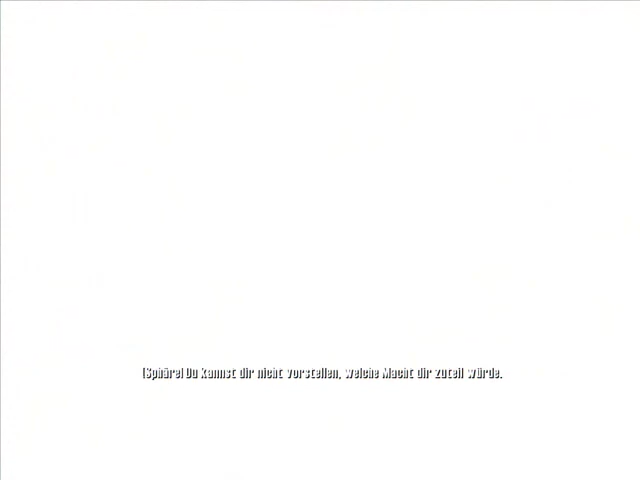 [Sphäre] Du kannst dir nicht vorstellen, welche Macht dir zuteil würde.